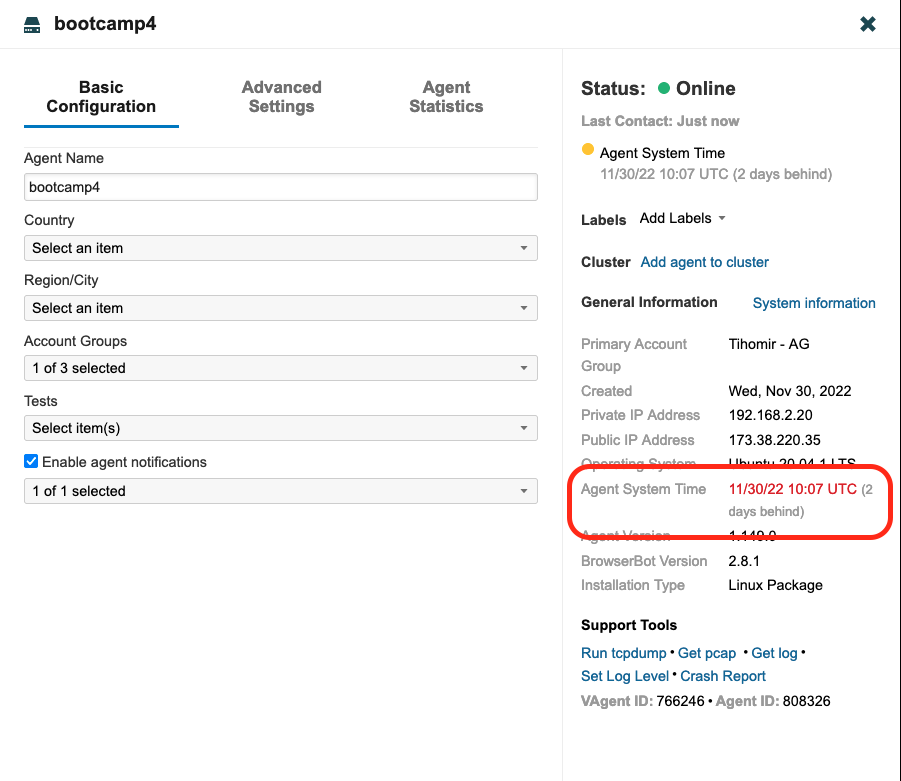 bootcamp4
Basic
Configuration
Advanced
Settings
Agent
Statistics
Agent Name
bootcamp4
Country
Select an item
Region/City
Select an item
Account Groups
1 of 3 selected
Tests
Select item(s)
Enable agent notifications
1 of 1 selected
Status: Online
Last Contact: Just now
Agent System Time
11/30/22 10:07 UTC (2 days behind)
Labels Add Labels
Cluster Add agent to cluster
General Information System information
Primary Account Tihomir - AG
Group
Created Wed, Nov 30, 2022
Private IP Address 192.168.2.20
Public IP Address 173.38.220.35
Operating System Ubuntu 20.04.1 LTS
Agent System Time 11/30/22 10:07 UTC (2
days behind)
Agent Version 1.149.0
BrowserBot Version 2.8.1
Installation Type Linux Package
Support Tools
Run tcpdump • Get pcap • Get log •
Set Log Level • Crash Report
VAgent ID: 766246 • Agent ID: 808326